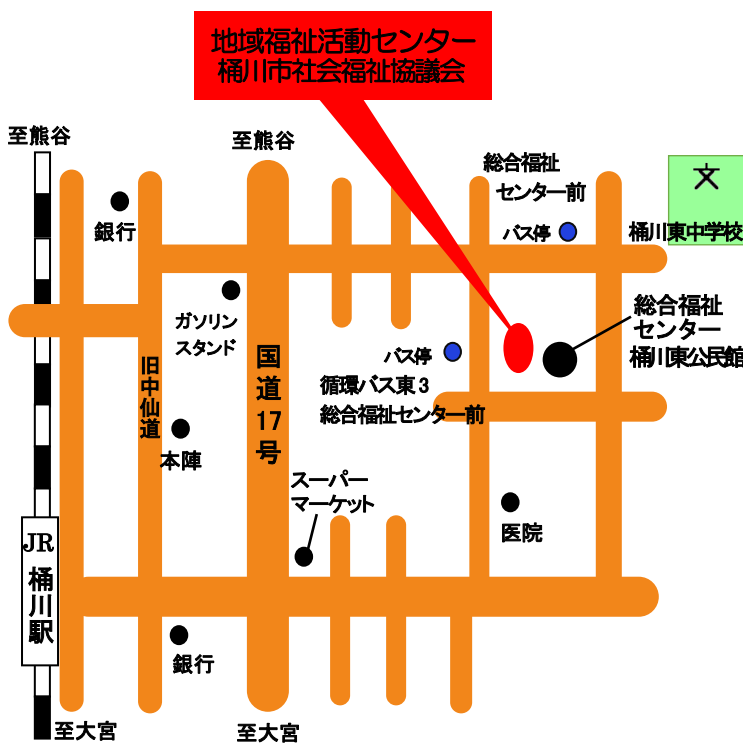 地域福祉活動センター
桶川市社会福祉協議会
至熊谷
至熊谷
総合福祉
センター前
文
銀行
バス停
桶川東中学校
ガソリン
スタンド
総合福祉
センター
桶川東公民館
旧中仙道
国道17号
バス停
循環バス東3
総合福祉センター前
本陣
スーパー
マーケット
医院
JR
桶川駅
銀行
至大宮
至大宮